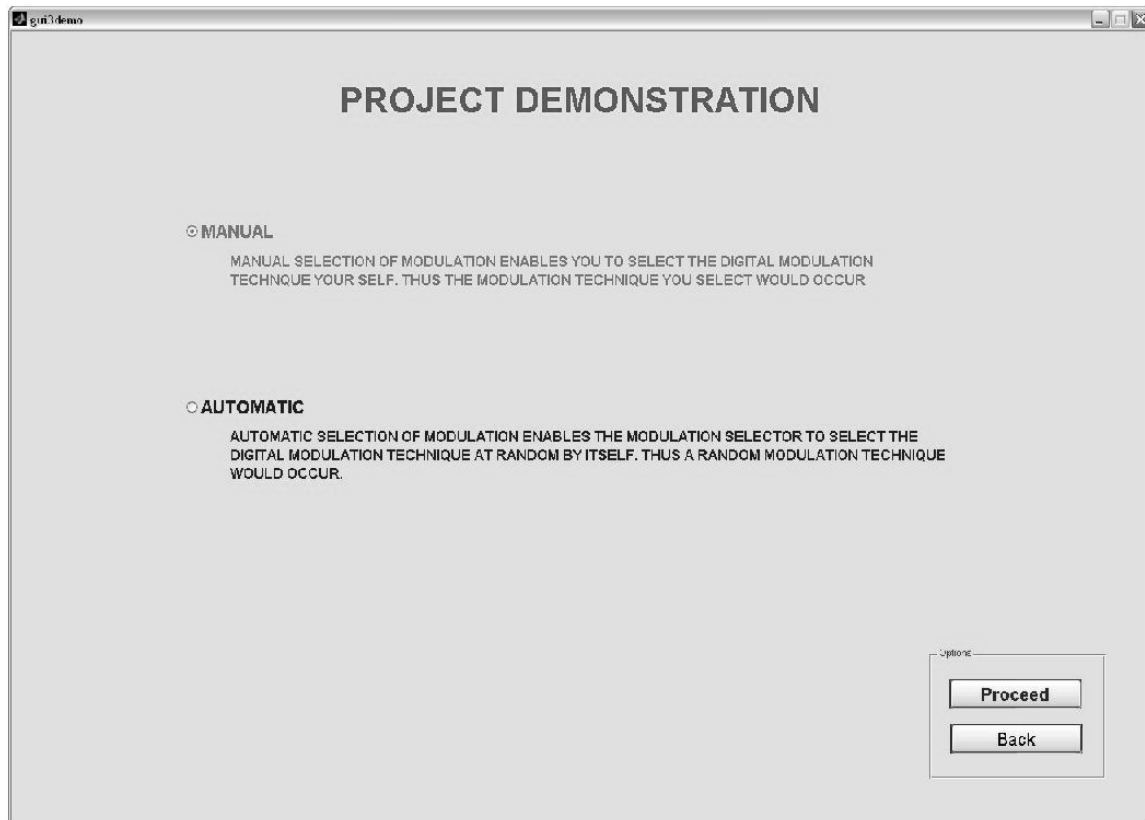 gui3demo
PROJECT DEMONSTRATION
MANUAL
MANUAL SELECTION OF MODULATION ENABLES YOU TO SELECT THE DIGITAL MODULATION
TECHNQUE YOUR SELF. THUS THE MODULATION TECHNIQUE YOU SELECT WOULD OCCUR
AUTOMATIC
AUTOMATIC SELECTION OF MODULATION ENABLES THE MODULATION SELECTOR TO SELECT THE
DIGITAL MODULATION TECHNIQUE AT RANDOM BY ITSELF. THUS A RANDOM MODULATION TECHNIQUE
WOULD OCCUR.
Options
Proceed
Back